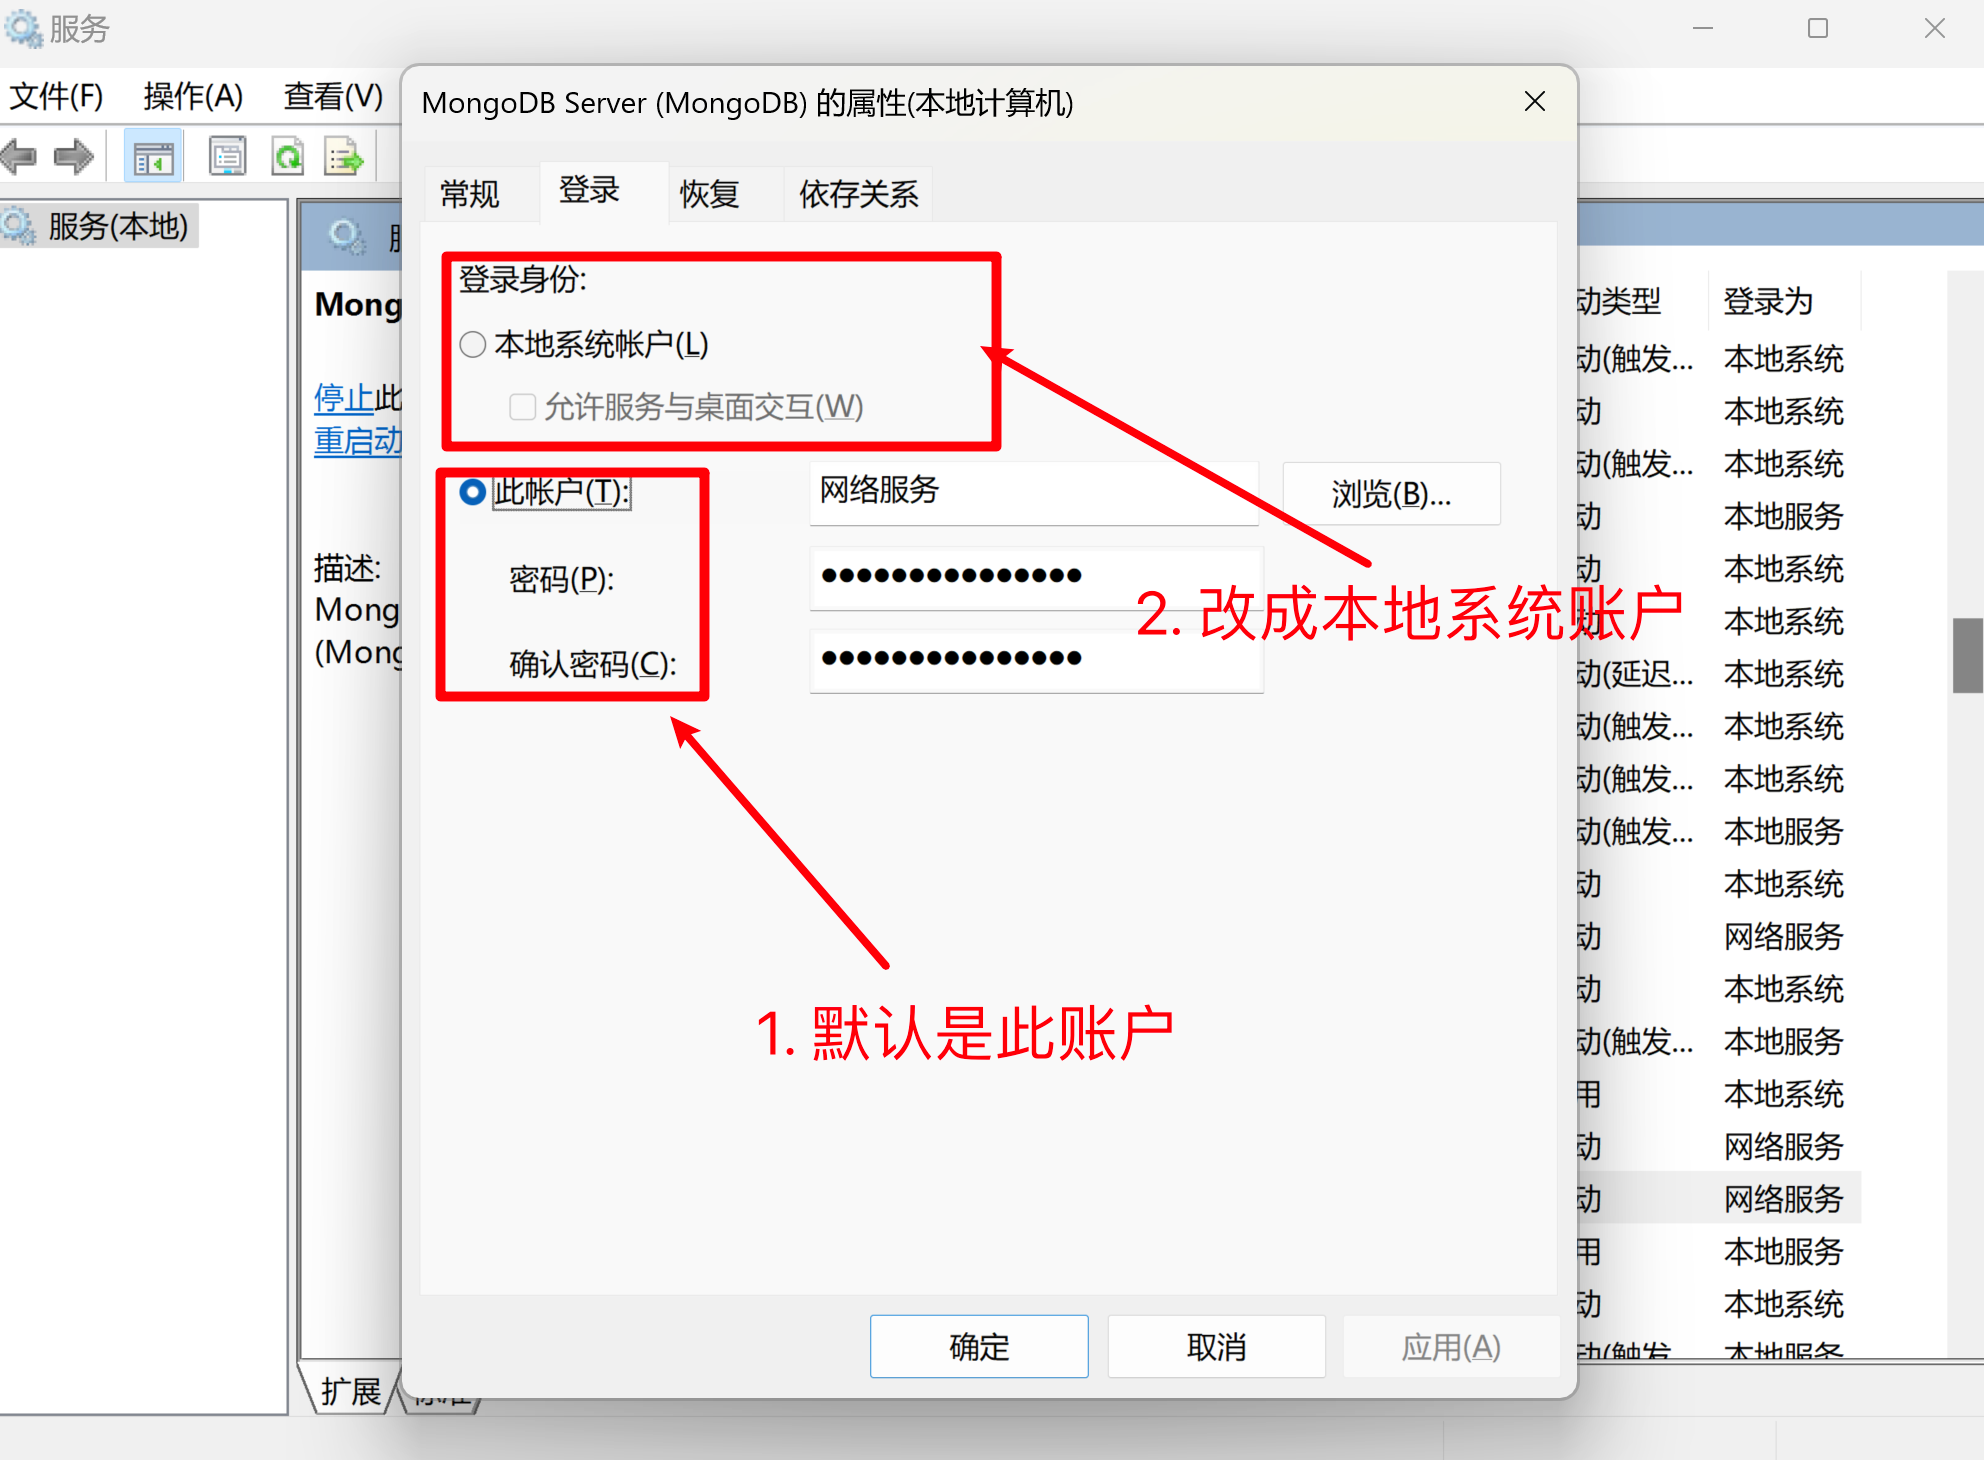 服务
文件(F) 操作(A) 查看(V)
MongoDB Server (MongoDB) 的属性(本地计算机)
常规 登录 恢复 依存关系
服务(本地)
Mong
停止此
重启动
描述:
Mong
(Mong
登录身份:
本地系统帐户(L)
允许服务与桌面交互(W)
此帐户(T):
网络服务
浏览(B)...
密码(P):
●●●●●●●●●●●●●●●
确认密码(C):
●●●●●●●●●●●●●●●
2. 改成本地系统账户
1. 默认是此账户
确定 取消 应用(A)
动类型 登录为
动(触发... 本地系统
动 本地系统
动(触发... 本地系统
动 本地服务
动 本地系统
动 本地系统
动(延迟... 本地系统
动(触发... 本地系统
动(触发... 本地系统
动(触发... 本地服务
动 本地系统
动 网络服务
动 本地系统
动(触发... 本地服务
用 本地系统
动 网络服务
动 网络服务
用 本地服务
动 本地系统
动(触发 本地服务
扩展 标准